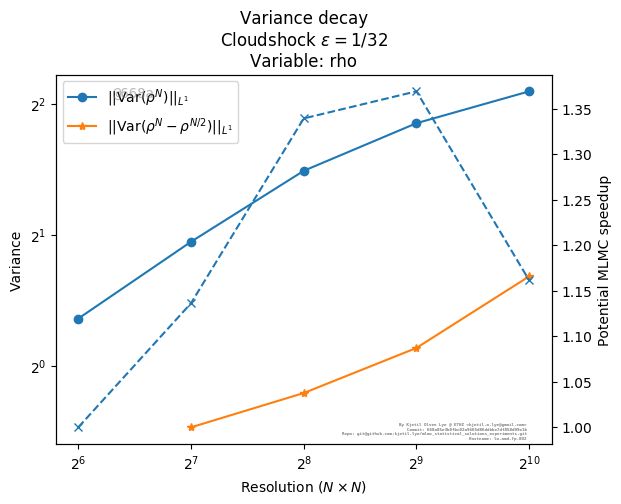 Variance decay
Cloudshock ε = 1/32
Variable: rho
||Var(ρ^N)||_{L^1}
||Var(ρ^N − ρ^{N/2})||_{L^1}
2^2
2^1
2^0
Variance
1.35
1.30
1.25
1.20
1.15
1.10
1.05
1.00
Potential MLMC speedup
2^6
2^7
2^8
2^9
2^{10}
Resolution (N × N)